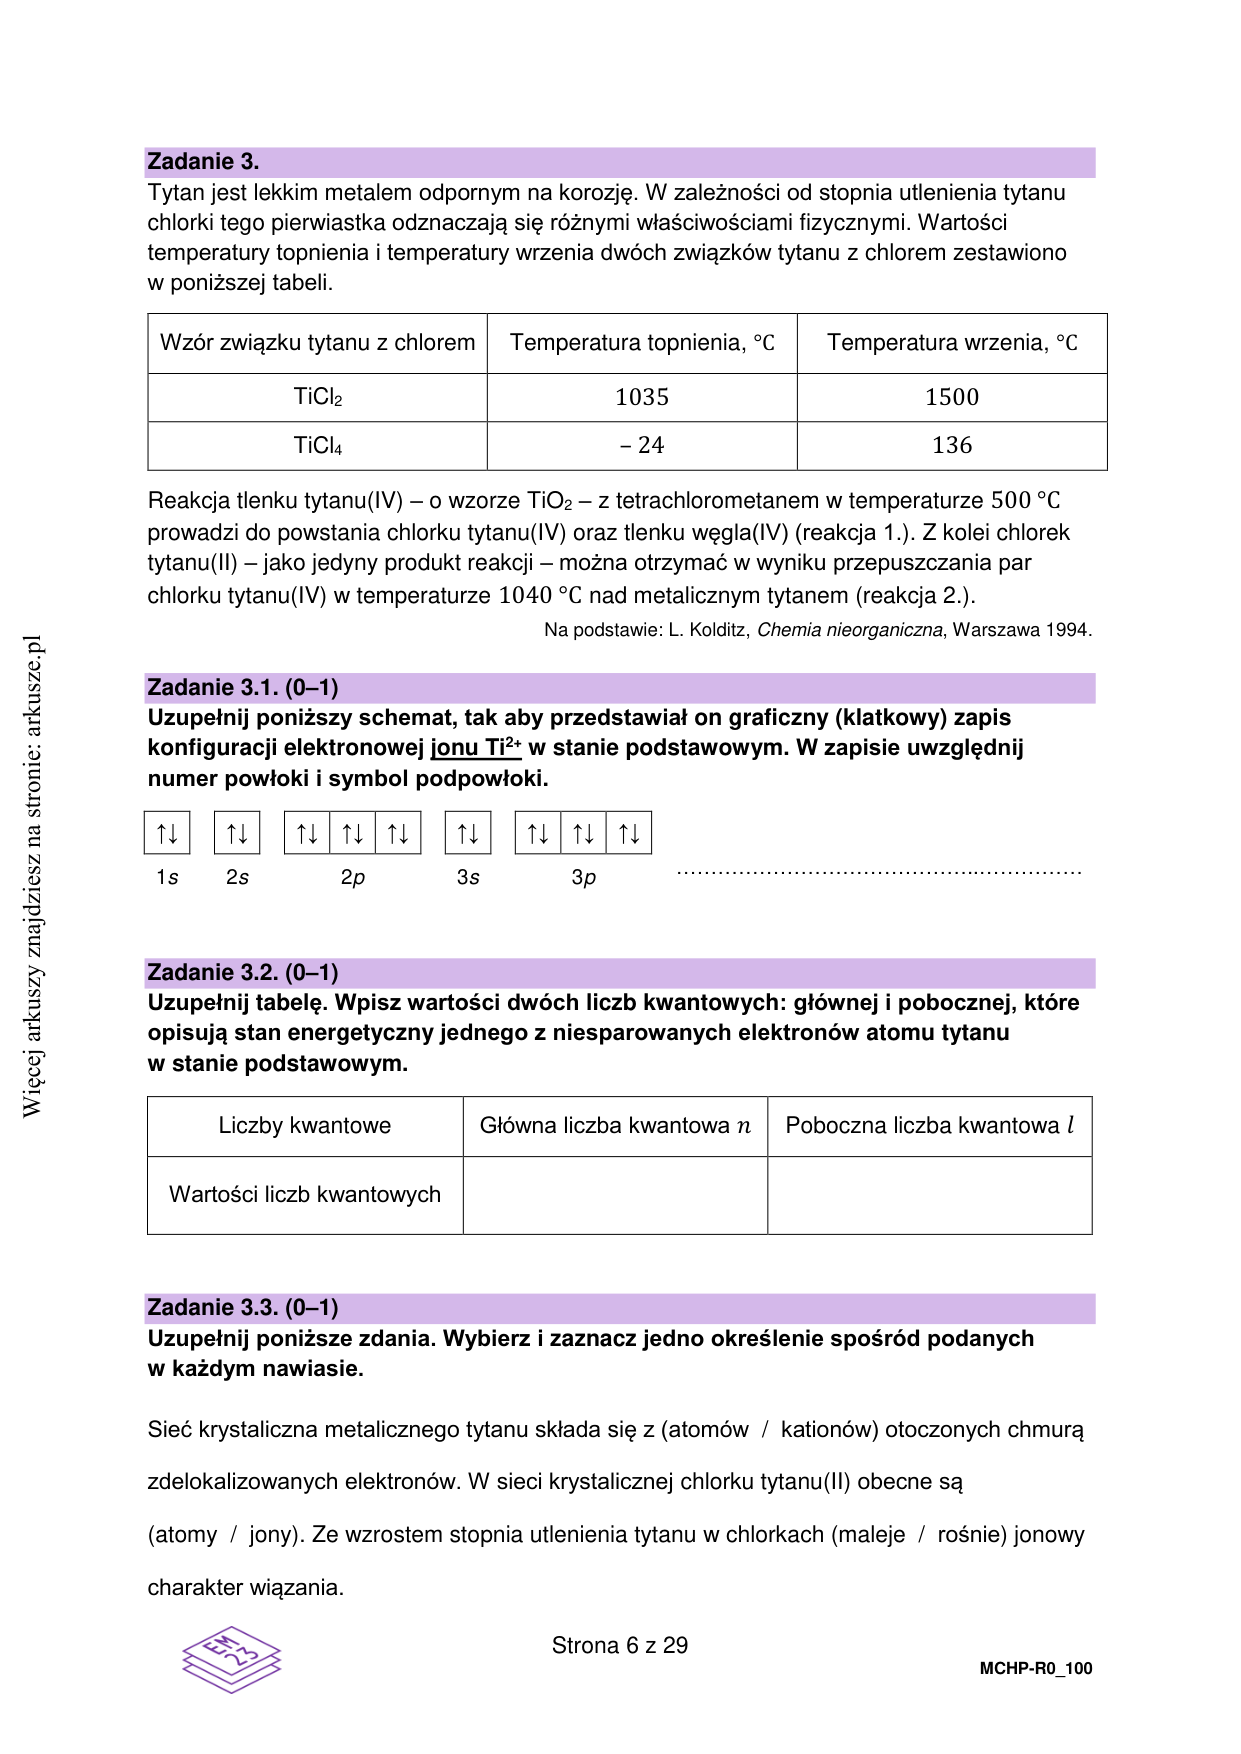 Zadanie 3.
Tytan jest lekkim metalem odpornym na korozję. W zależności od stopnia utlenienia tytanu
chlorki tego pierwiastka odznaczają się różnymi właściwościami fizycznymi. Wartości
temperatury topnienia i temperatury wrzenia dwóch związków tytanu z chlorem zestawiono
w poniższej tabeli.
Wzór związku tytanu z chlorem Temperatura topnienia, °C Temperatura wrzenia, °C
TiCl₂ 1035 1500
TiCl₄ – 24 136
Reakcja tlenku tytanu(IV) – o wzorze TiO₂ – z tetrachlorometanem w temperaturze 500 °C
prowadzi do powstania chlorku tytanu(IV) oraz tlenku węgla(IV) (reakcja 1.). Z kolei chlorek
tytanu(II) – jako jedyny produkt reakcji – można otrzymać w wyniku przepuszczania par
chlorku tytanu(IV) w temperaturze 1040 °C nad metalicznym tytanem (reakcja 2.).
Na podstawie: L. Kolditz, Chemia nieorganiczna, Warszawa 1994.
Zadanie 3.1. (0–1)
Uzupełnij poniższy schemat, tak aby przedstawiał on graficzny (klatkowy) zapis
konfiguracji elektronowej jonu Ti²⁺ w stanie podstawowym. W zapisie uwzględnij
numer powłoki i symbol podpowłoki.
↑↓ ↑↓ ↑↓ ↑↓ ↑↓ ↑↓ ↑↓ ↑↓ ↑↓
1s 2s 2p 3s 3p ……………………………………..……………
Zadanie 3.2. (0–1)
Uzupełnij tabelę. Wpisz wartości dwóch liczb kwantowych: głównej i pobocznej, które
opisują stan energetyczny jednego z niesparowanych elektronów atomu tytanu
w stanie podstawowym.
Liczby kwantowe Główna liczba kwantowa n Poboczna liczba kwantowa l
Wartości liczb kwantowych
Zadanie 3.3. (0–1)
Uzupełnij poniższe zdania. Wybierz i zaznacz jedno określenie spośród podanych
w każdym nawiasie.
Sieć krystaliczna metalicznego tytanu składa się z (atomów / kationów) otoczonych chmurą
zdelokalizowanych elektronów. W sieci krystalicznej chlorku tytanu(II) obecne są
(atomy / jony). Ze wzrostem stopnia utlenienia tytanu w chlorkach (maleje / rośnie) jonowy
charakter wiązania.
EM
23
Strona 6 z 29
MCHP-R0_100
Więcej arkuszy znajdziesz na stronie: arkusze.pl